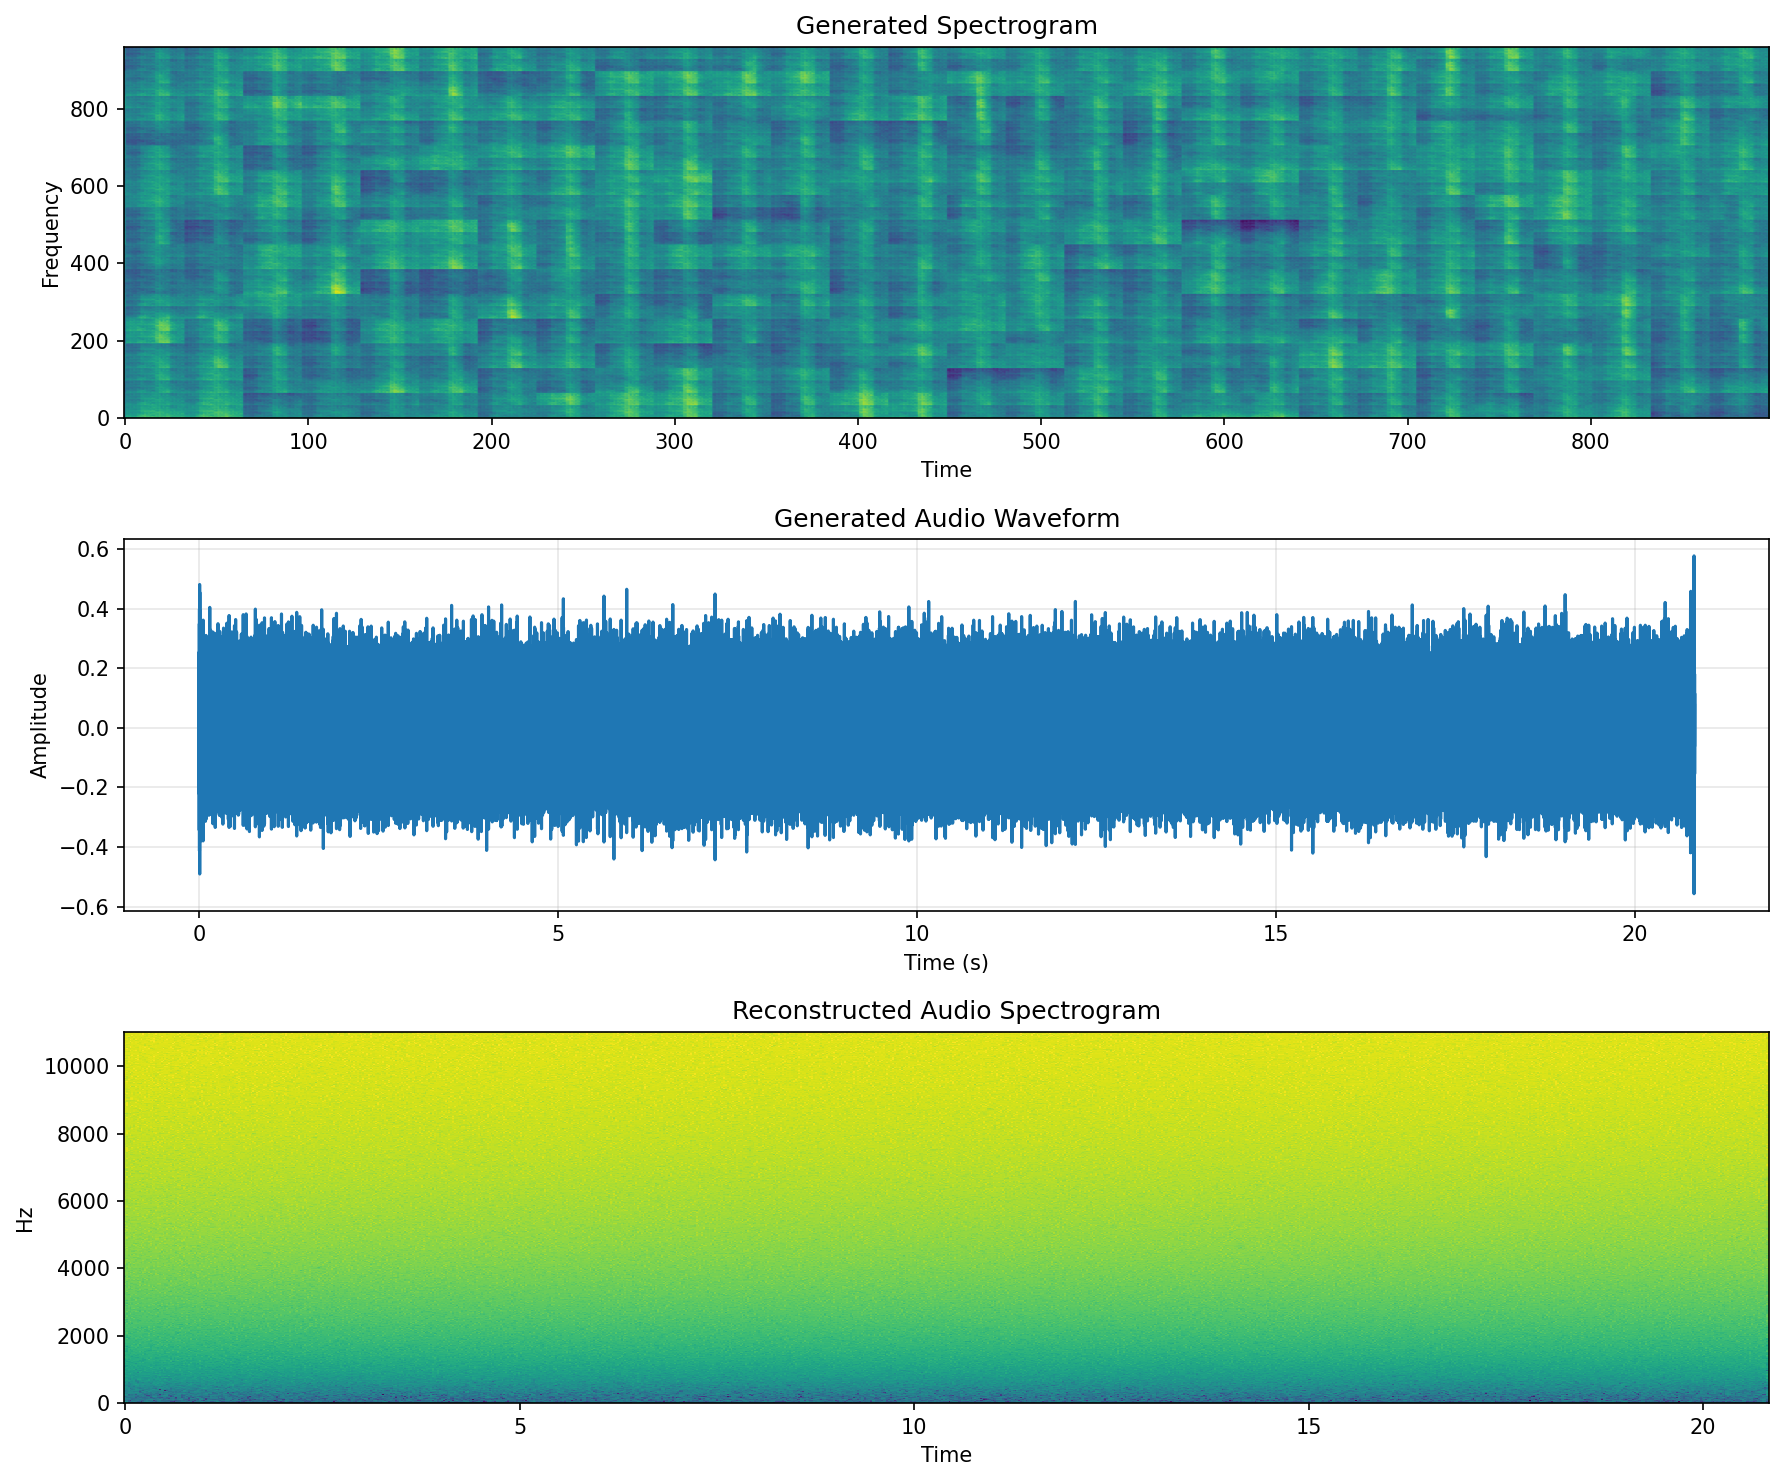 Generated Spectrogram
Frequency
800
600
400
200
0
0 100 200 300 400 500 600 700 800
Time
Generated Audio Waveform
Amplitude
0.6
0.4
0.2
0.0
−0.2
−0.4
−0.6
0 5 10 15 20
Time (s)
Reconstructed Audio Spectrogram
Hz
10000
8000
6000
4000
2000
0
0 5 10 15 20
Time